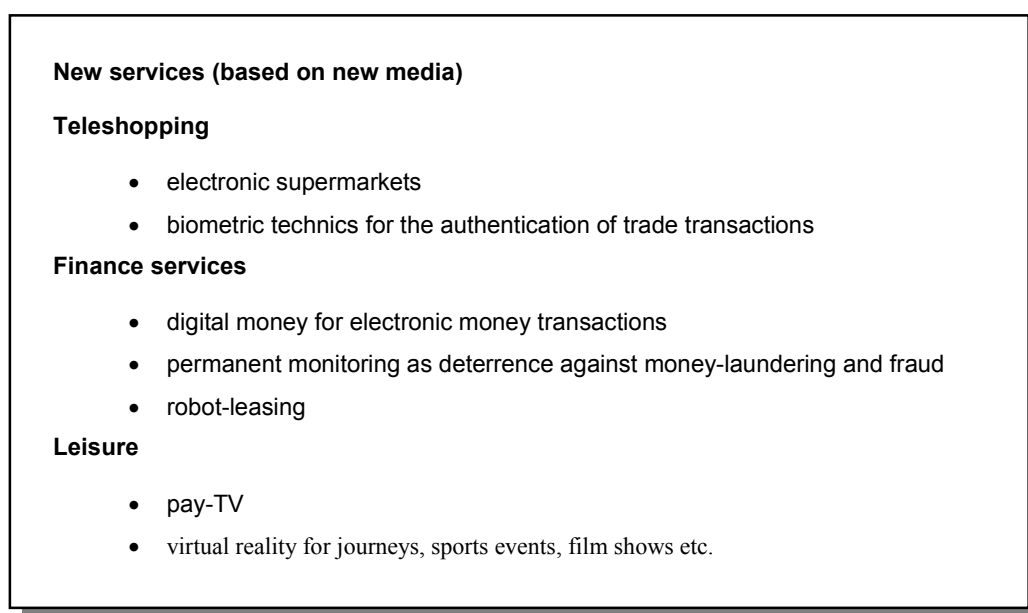 New services (based on new media)
Teleshopping
• electronic supermarkets
• biometric technics for the authentication of trade transactions
Finance services
• digital money for electronic money transactions
• permanent monitoring as deterrence against money-laundering and fraud
• robot-leasing
Leisure
• pay-TV
• virtual reality for journeys, sports events, film shows etc.